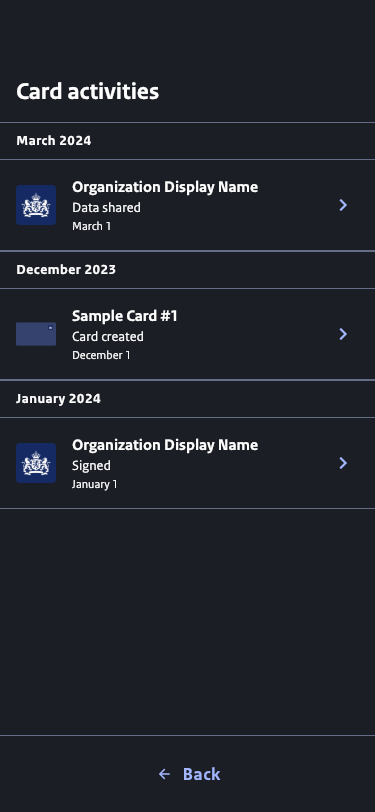 Card activities
March 2024
Organization Display Name
Data shared
March 1
December 2023
Sample Card #1
Card created
December 1
January 2024
Organization Display Name
Signed
January 1
Back